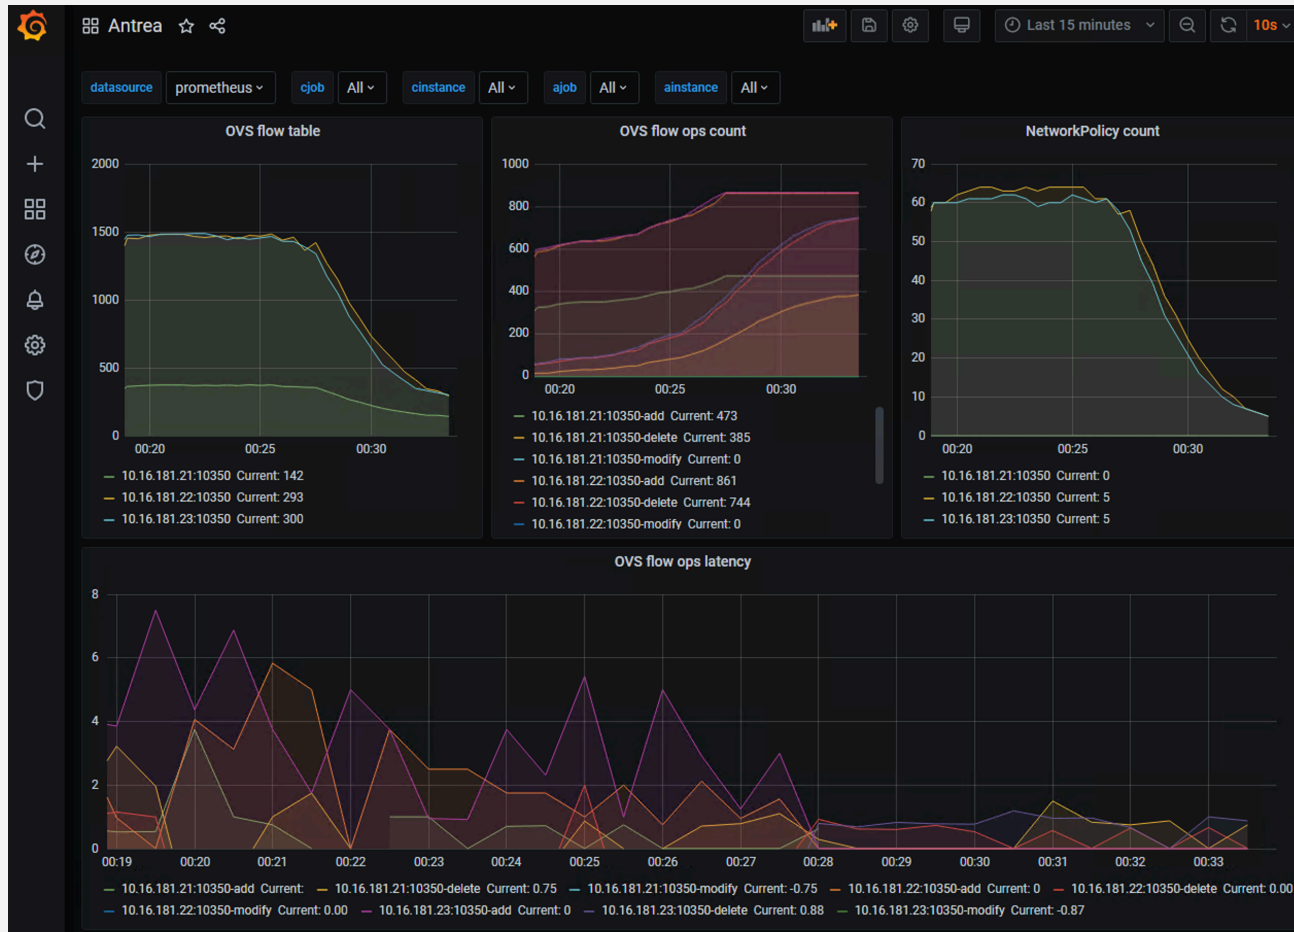 Antrea
Last 15 minutes
10s
datasource prometheus cjob All cinstance All ajob All ainstance All
OVS flow table
2000
1500
1000
500
0
00:20 00:25 00:30
10.16.181.21:10350 Current: 142
10.16.181.22:10350 Current: 293
10.16.181.23:10350 Current: 300
OVS flow ops count
1000
800
600
400
200
0
00:20 00:25 00:30
10.16.181.21:10350-add Current: 473
10.16.181.21:10350-delete Current: 385
10.16.181.21:10350-modify Current: 0
10.16.181.22:10350-add Current: 861
10.16.181.22:10350-delete Current: 744
10.16.181.22:10350-modify Current: 0
NetworkPolicy count
70
60
50
40
30
20
10
0
00:20 00:25 00:30
10.16.181.21:10350 Current: 0
10.16.181.22:10350 Current: 5
10.16.181.23:10350 Current: 5
OVS flow ops latency
8
6
4
2
0
00:19 00:20 00:21 00:22 00:23 00:24 00:25 00:26 00:27 00:28 00:29 00:30 00:31 00:32 00:33
10.16.181.21:10350-add Current: 10.16.181.21:10350-delete Current: 0.75 10.16.181.21:10350-modify Current: -0.75 10.16.181.22:10350-add Current: 0 10.16.181.22:10350-delete Current: 0.00
10.16.181.22:10350-modify Current: 0.00 10.16.181.23:10350-add Current: 0 10.16.181.23:10350-delete Current: 0.88 10.16.181.23:10350-modify Current: -0.87